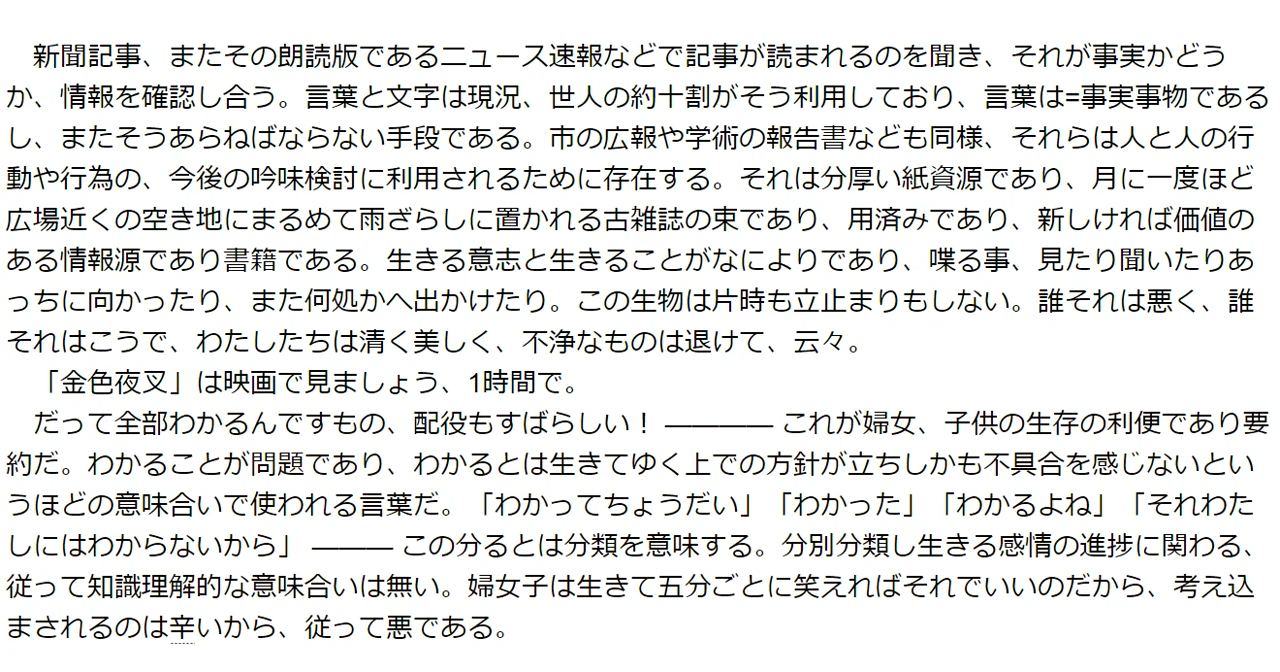 新聞記事、またその朗読版であるニュース速報などで記事が読まれるのを聞き、それが事実かどう
か、情報を確認し合う。言葉と文字は現況、世人の約十割がそう利用しており、言葉は=事実事物である
し、またそうあらねばならない手段である。市の広報や学術の報告書なども同様、それらは人と人の行
動や行為の、今後の吟味検討に利用されるために存在する。それは分厚い紙資源であり、月に一度ほど
広場近くの空き地にまるめて雨ざらしに置かれる古雑誌の束であり、用済みであり、新しければ価値の
ある情報源であり書籍である。生きる意志と生きることがなによりであり、喋る事、見たり聞いたりあ
っちに向かったり、また何処かへ出かけたり。この生物は片時も立止まりもしない。誰それは悪く、誰
それはこうで、わたしたちは清く美しく、不浄なものは退けて、云々。
　「金色夜叉」は映画で見ましょう、1時間で。
　だって全部わかるんですもの、配役もすばらしい！ ―――― これが婦女、子供の生存の利便であり要
約だ。わかることが問題であり、わかるとは生きてゆく上での方針が立ちしかも不具合を感じないとい
うほどの意味合いで使われる言葉だ。「わかってちょうだい」「わかった」「わかるよね」「それわた
しにはわからないから」 ――― この分るとは分類を意味する。分別分類し生きる感情の進捗に関わる、
従って知識理解的な意味合いは無い。婦女子は生きて五分ごとに笑えればそれでいいのだから、考え込
まされるのは辛いから、従って悪である。